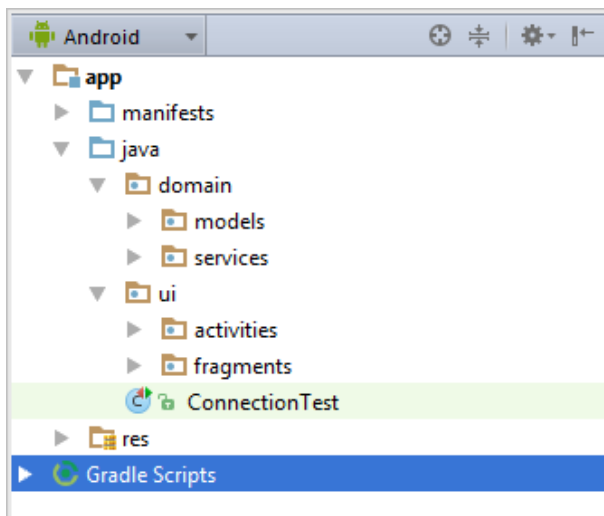 Android
app
manifests
java
domain
models
services
ui
activities
fragments
ConnectionTest
res
Gradle Scripts